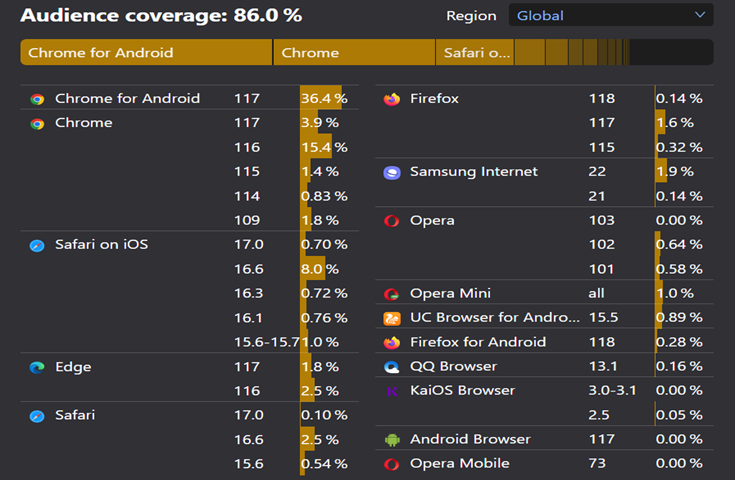 Audience coverage: 86.0 %
Region Global
Chrome for Android Chrome Safari o...
Chrome for Android 117 36.4 %
Chrome 117 3.9 %
116 15.4 %
115 1.4 %
114 0.83 %
109 1.8 %
Safari on iOS 17.0 0.70 %
16.6 8.0 %
16.3 0.72 %
16.1 0.76 %
15.6-15.7 1.0 %
Edge 117 1.8 %
116 2.5 %
Safari 17.0 0.10 %
16.6 2.5 %
15.6 0.54 %
Firefox 118 0.14 %
117 1.6 %
115 0.32 %
Samsung Internet 22 1.9 %
21 0.14 %
Opera 103 0.00 %
102 0.64 %
101 0.58 %
Opera Mini all 1.0 %
UC Browser for Andro... 15.5 0.89 %
Firefox for Android 118 0.28 %
QQ Browser 13.1 0.16 %
KaiOS Browser 3.0-3.1 0.00 %
2.5 0.05 %
Android Browser 117 0.00 %
Opera Mobile 73 0.00 %